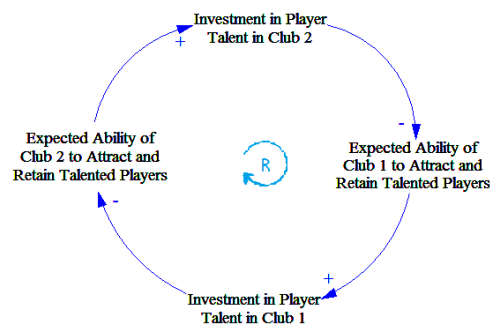 Investment in Player
Talent in Club 2
+
-
Expected Ability of
Club 2 to Attract and
Retain Talented Players
R
Expected Ability of
Club 1 to Attract and
Retain Talented Players
-
+
Investment in Player
Talent in Club 1